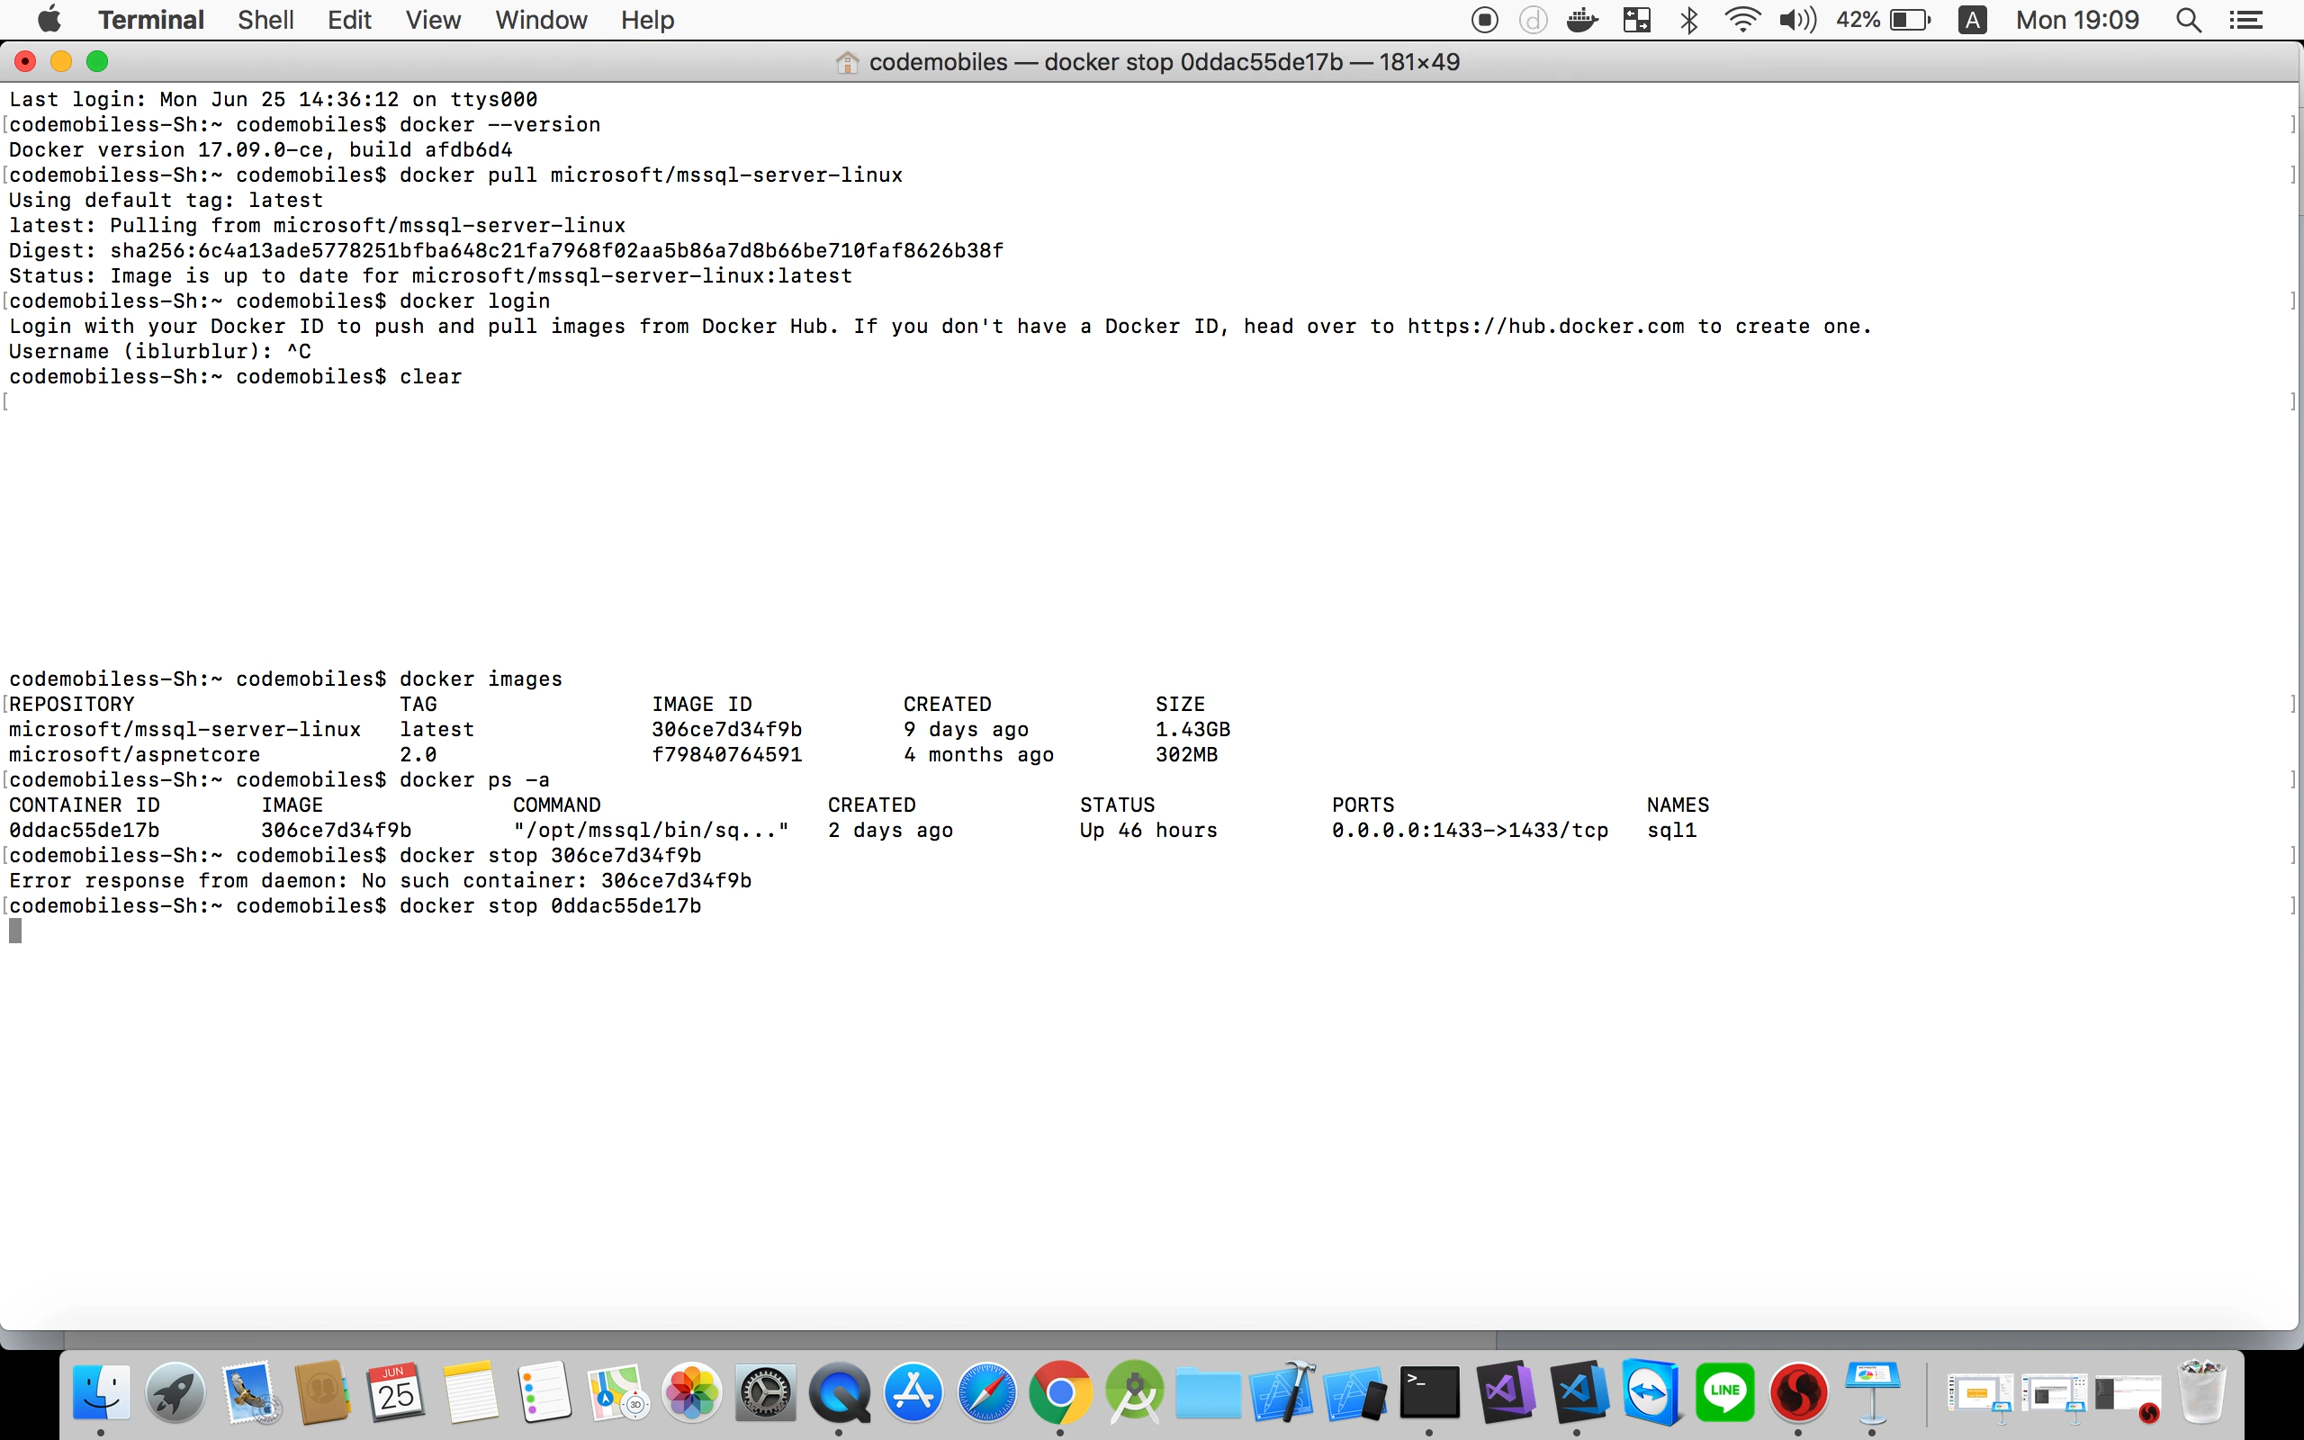 Terminal Shell Edit View Window Help 42% A Mon 19:09
codemobiles — docker stop 0ddac55de17b — 181×49
Last login: Mon Jun 25 14:36:12 on ttys000
[codemobiless-Sh:~ codemobiles$ docker --version ]
Docker version 17.09.0-ce, build afdb6d4
[codemobiless-Sh:~ codemobiles$ docker pull microsoft/mssql-server-linux ]
Using default tag: latest
latest: Pulling from microsoft/mssql-server-linux
Digest: sha256:6c4a13ade5778251bfba648c21fa7968f02aa5b86a7d8b66be710faf8626b38f
Status: Image is up to date for microsoft/mssql-server-linux:latest
[codemobiless-Sh:~ codemobiles$ docker login ]
Login with your Docker ID to push and pull images from Docker Hub. If you don't have a Docker ID, head over to https://hub.docker.com to create one.
Username (iblurblur): ^C
codemobiless-Sh:~ codemobiles$ clear
[ ]
codemobiless-Sh:~ codemobiles$ docker images
[REPOSITORY TAG IMAGE ID CREATED SIZE ]
microsoft/mssql-server-linux latest 306ce7d34f9b 9 days ago 1.43GB
microsoft/aspnetcore 2.0 f79840764591 4 months ago 302MB
[codemobiless-Sh:~ codemobiles$ docker ps -a ]
CONTAINER ID IMAGE COMMAND CREATED STATUS PORTS NAMES
0ddac55de17b 306ce7d34f9b "/opt/mssql/bin/sq..." 2 days ago Up 46 hours 0.0.0.0:1433->1433/tcp sql1
[codemobiless-Sh:~ codemobiles$ docker stop 306ce7d34f9b ]
Error response from daemon: No such container: 306ce7d34f9b
[codemobiless-Sh:~ codemobiles$ docker stop 0ddac55de17b ]
JUN
25
3D
>_
LINE